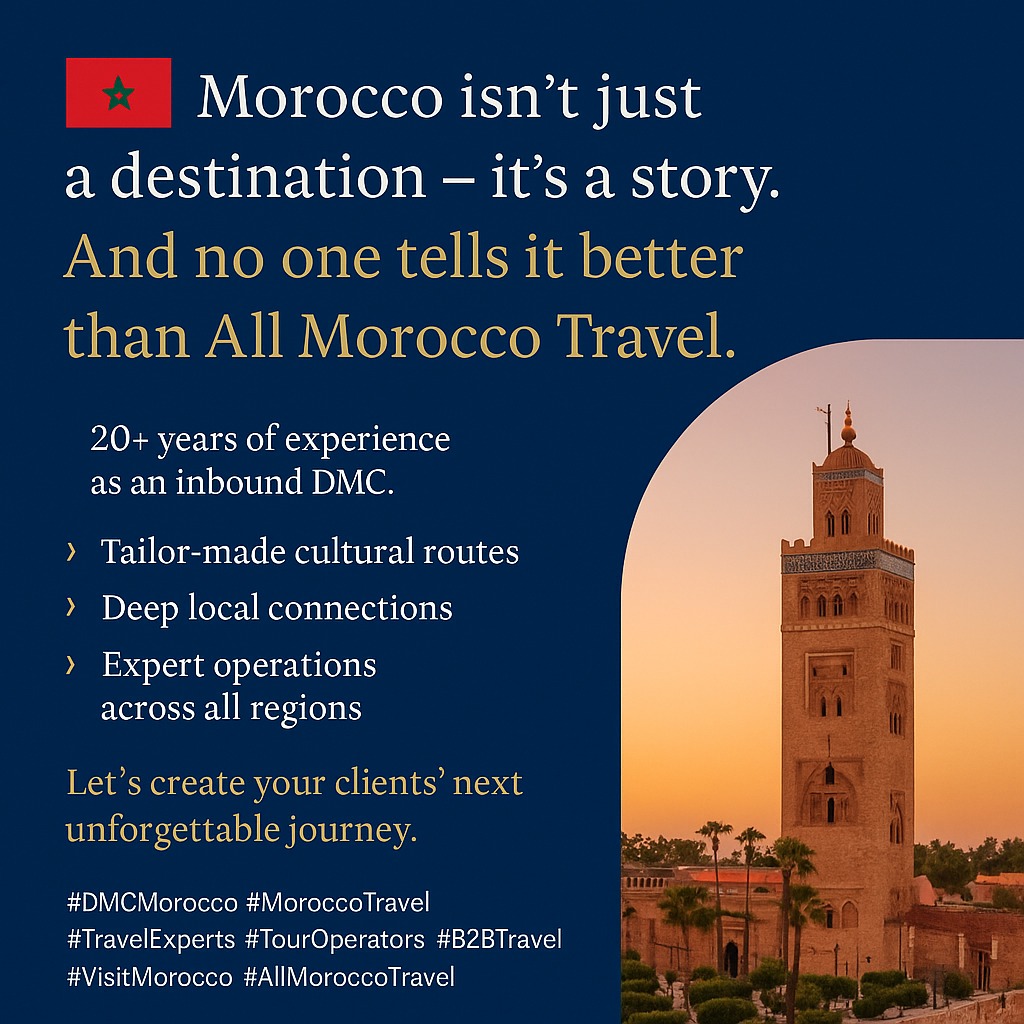 Morocco isn’t just
a destination – it’s a story.
And no one tells it better
than All Morocco Travel.
20+ years of experience
as an inbound DMC.
› Tailor-made cultural routes
› Deep local connections
› Expert operations
across all regions
Let’s create your clients’ next
unforgettable journey.
#DMCMorocco #MoroccoTravel
#TravelExperts #TourOperators #B2BTravel
#VisitMorocco #AllMoroccoTravel